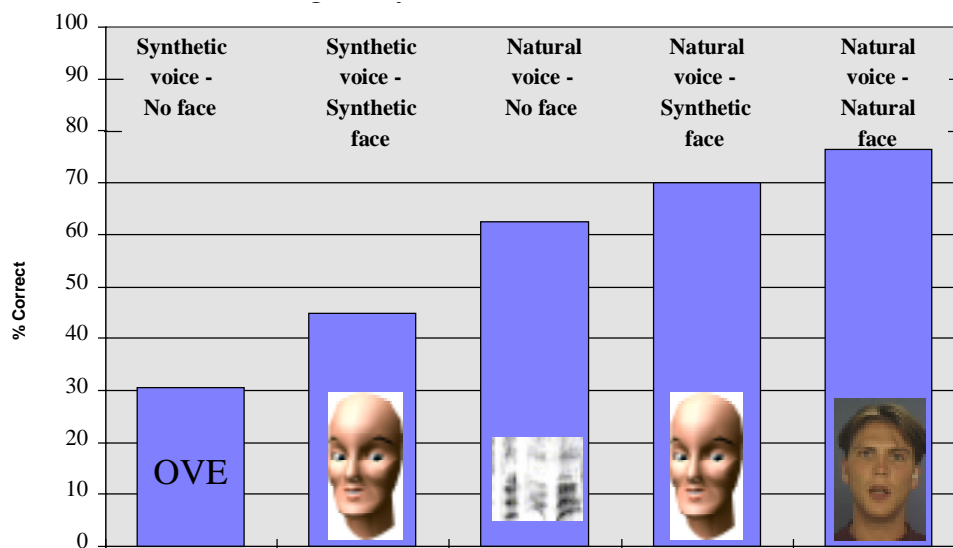 100
90
80
70
60
50
40
30
20
10
0
% Correct
Synthetic
voice -
No face
Synthetic
voice -
Synthetic
face
Natural
voice -
No face
Natural
voice -
Synthetic
face
Natural
voice -
Natural
face
OVE